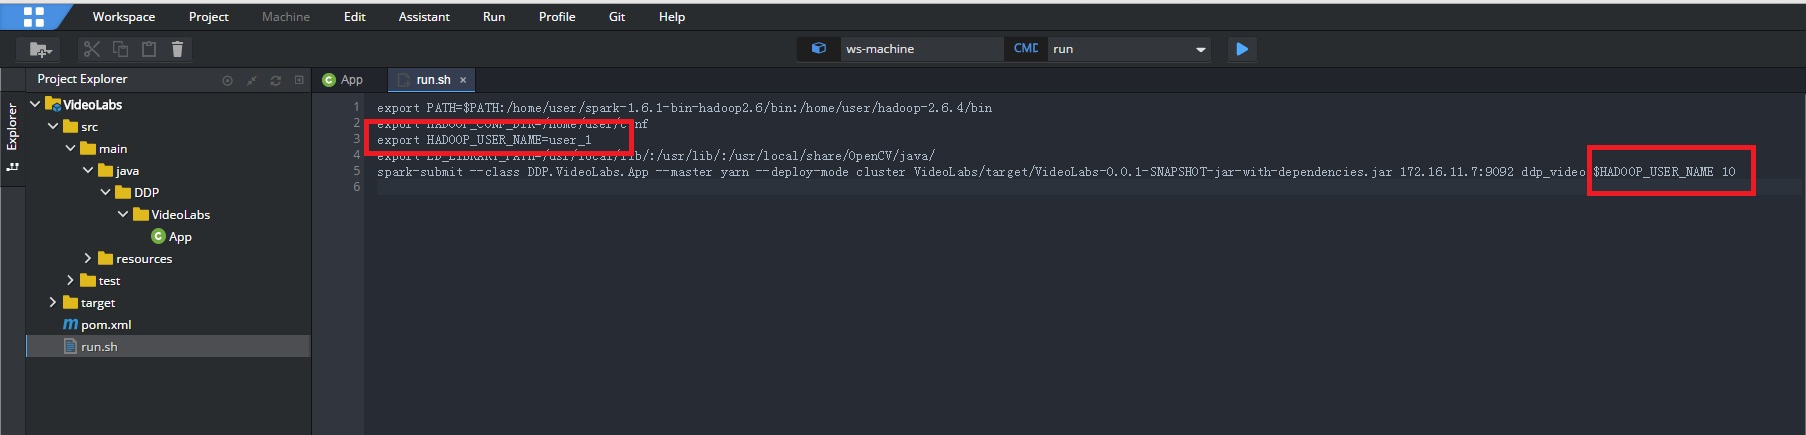 Workspace Project Machine Edit Assistant Run Profile Git Help
ws-machine CMD run
Project Explorer
App run.sh ×
Explorer
VideoLabs
src
main
java
DDP
VideoLabs
App
resources
test
target
m pom.xml
run.sh
1 export PATH=$PATH:/home/user/spark-1.6.1-bin-hadoop2.6/bin:/home/user/hadoop-2.6.4/bin
2 export HADOOP_CONF_DIR=/home/user/conf
3 export HADOOP_USER_NAME=user_1
4 export LD_LIBRARY_PATH=/usr/local/lib/:/usr/lib/:/usr/local/share/OpenCV/java/
5 spark-submit --class DDP.VideoLabs.App --master yarn --deploy-mode cluster VideoLabs/target/VideoLabs-0.0.1-SNAPSHOT-jar-with-dependencies.jar 172.16.11.7:9092 ddp_video $HADOOP_USER_NAME 10
6